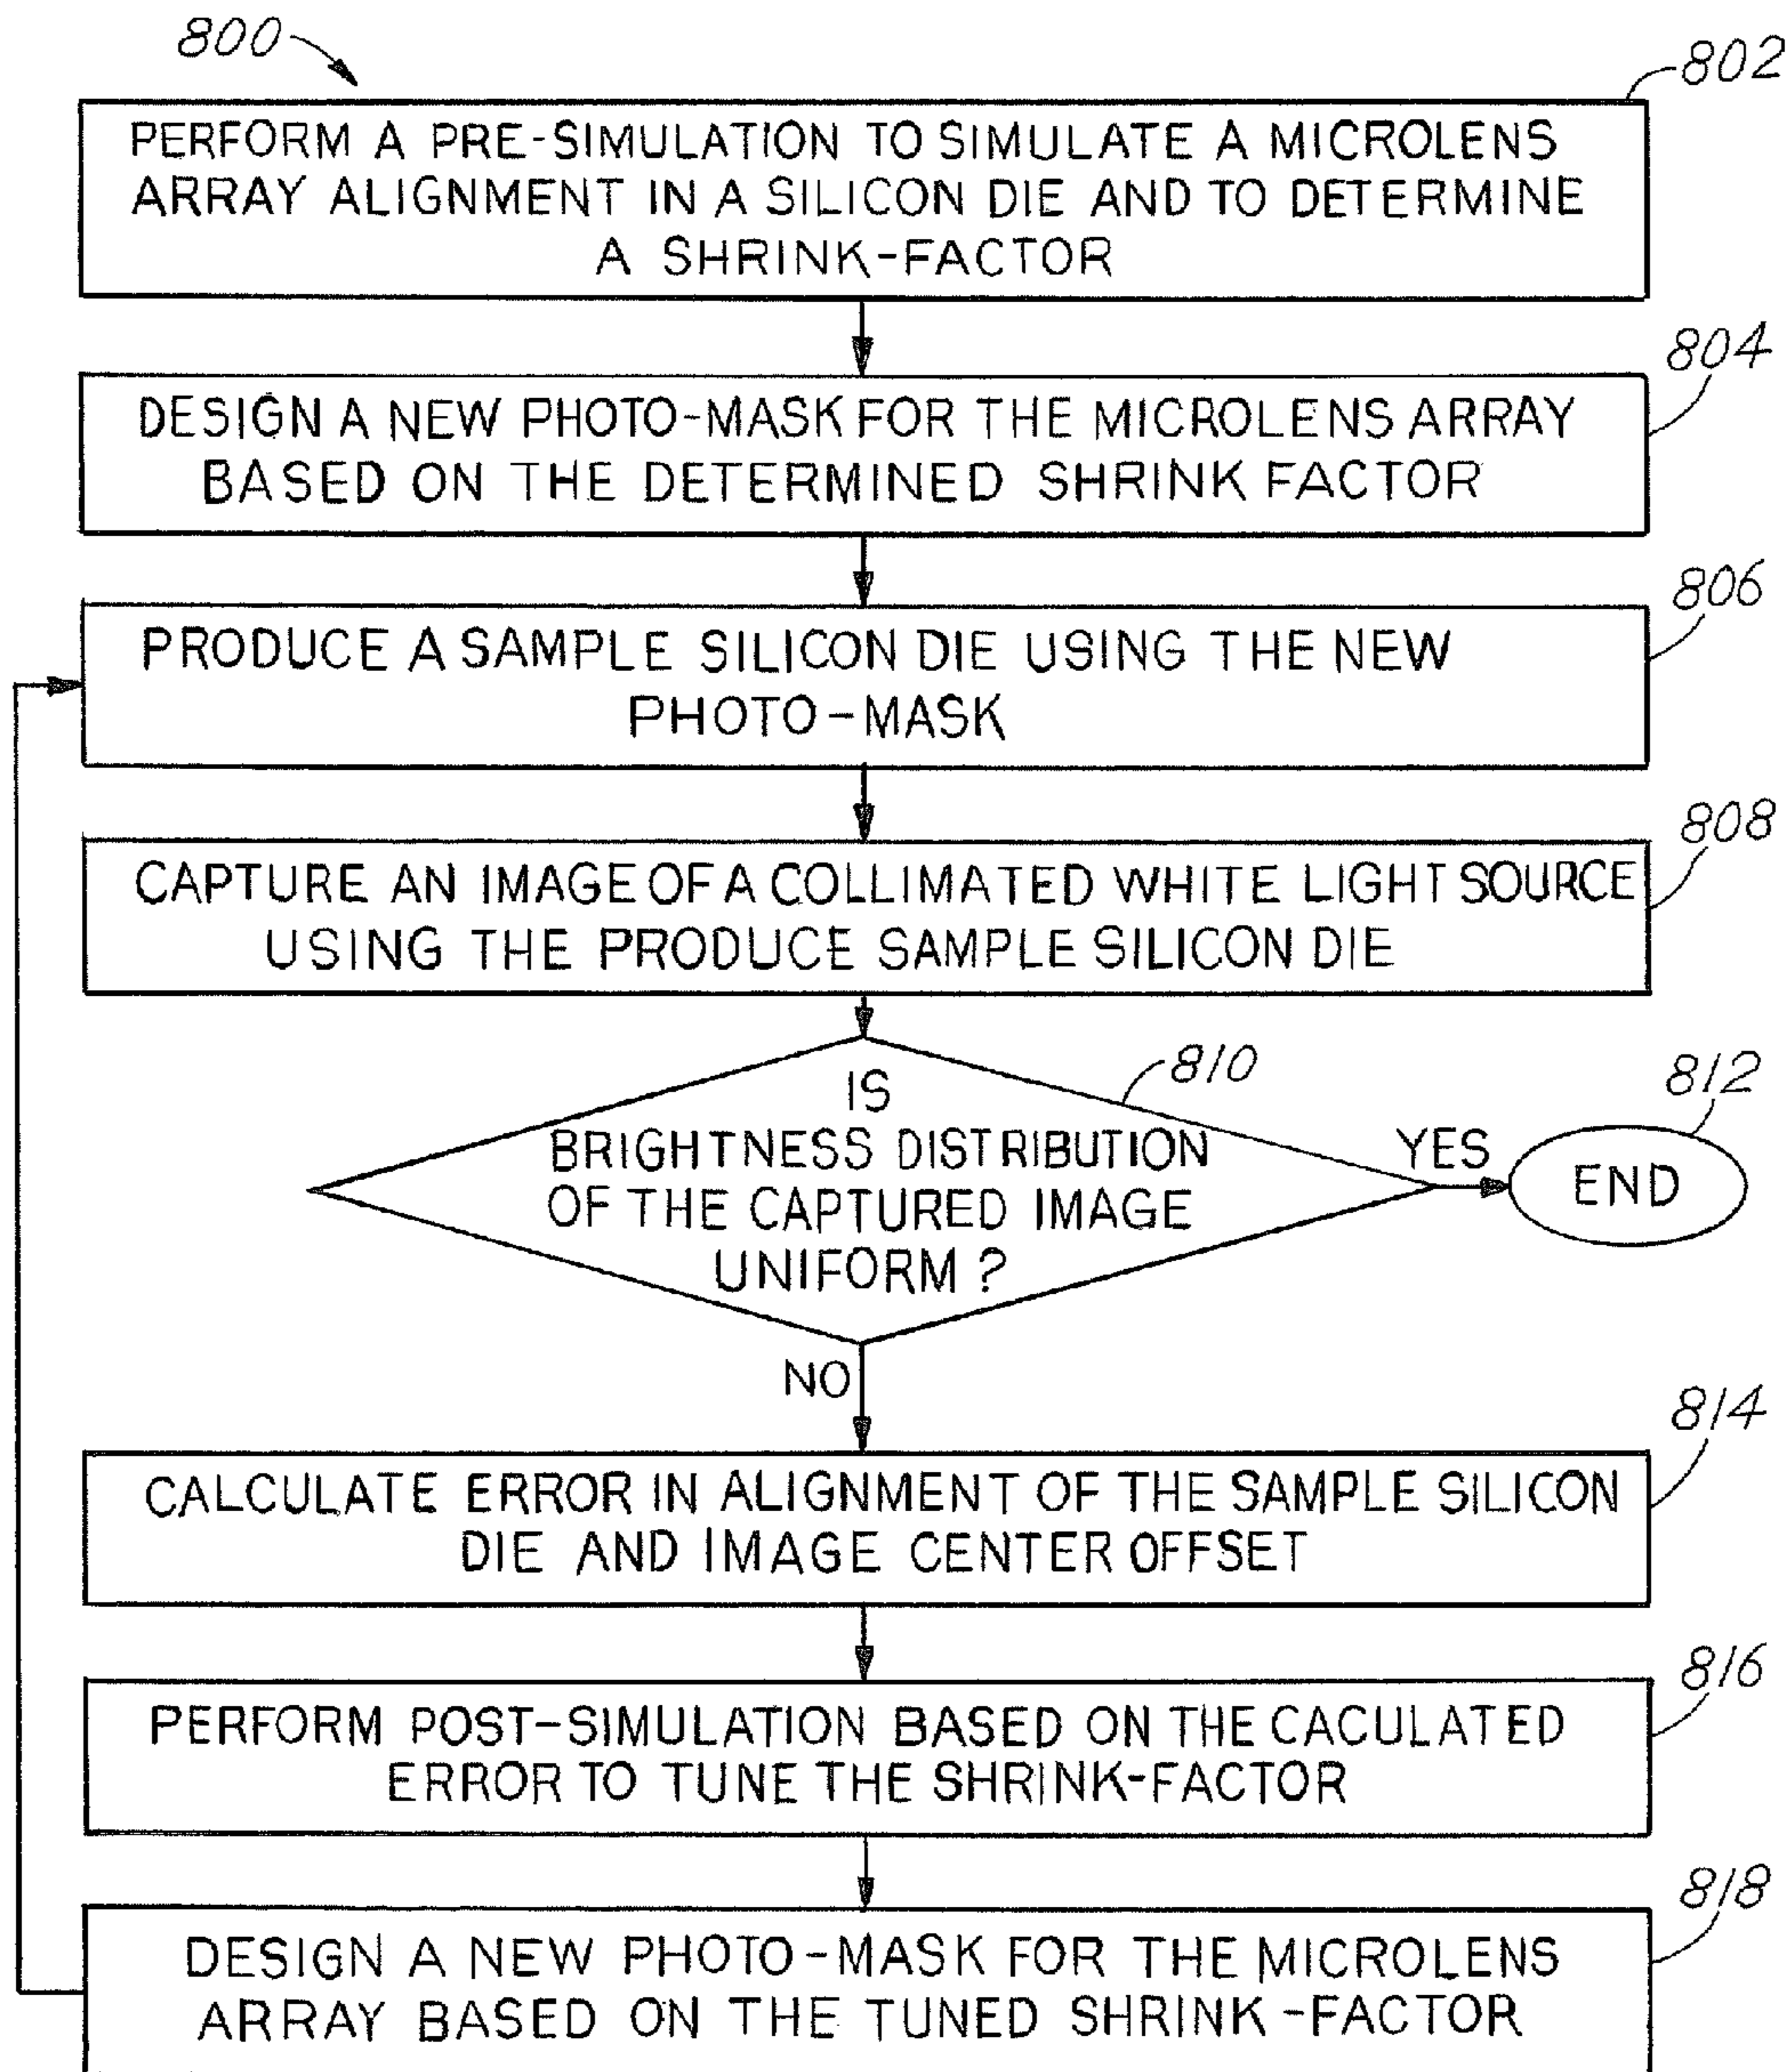 800
802
PERFORM A PRE-SIMULATION TO SIMULATE A MICROLENS
ARRAY ALIGNMENT IN A SILICON DIE AND TO DETERMINE
A SHRINK-FACTOR
804
DESIGN A NEW PHOTO-MASK FOR THE MICROLENS ARRAY
BASED ON THE DETERMINED SHRINK FACTOR
806
PRODUCE A SAMPLE SILICON DIE USING THE NEW
PHOTO-MASK
808
CAPTURE AN IMAGE OF A COLLIMATED WHITE LIGHT SOURCE
USING THE PRODUCE SAMPLE SILICON DIE
810
IS
BRIGHTNESS DISTRIBUTION
OF THE CAPTURED IMAGE
UNIFORM ?
YES
812
END
NO
814
CALCULATE ERROR IN ALIGNMENT OF THE SAMPLE SILICON
DIE AND IMAGE CENTER OFFSET
816
PERFORM POST-SIMULATION BASED ON THE CACULATED
ERROR TO TUNE THE SHRINK-FACTOR
818
DESIGN A NEW PHOTO-MASK FOR THE MICROLENS
ARRAY BASED ON THE TUNED SHRINK-FACTOR